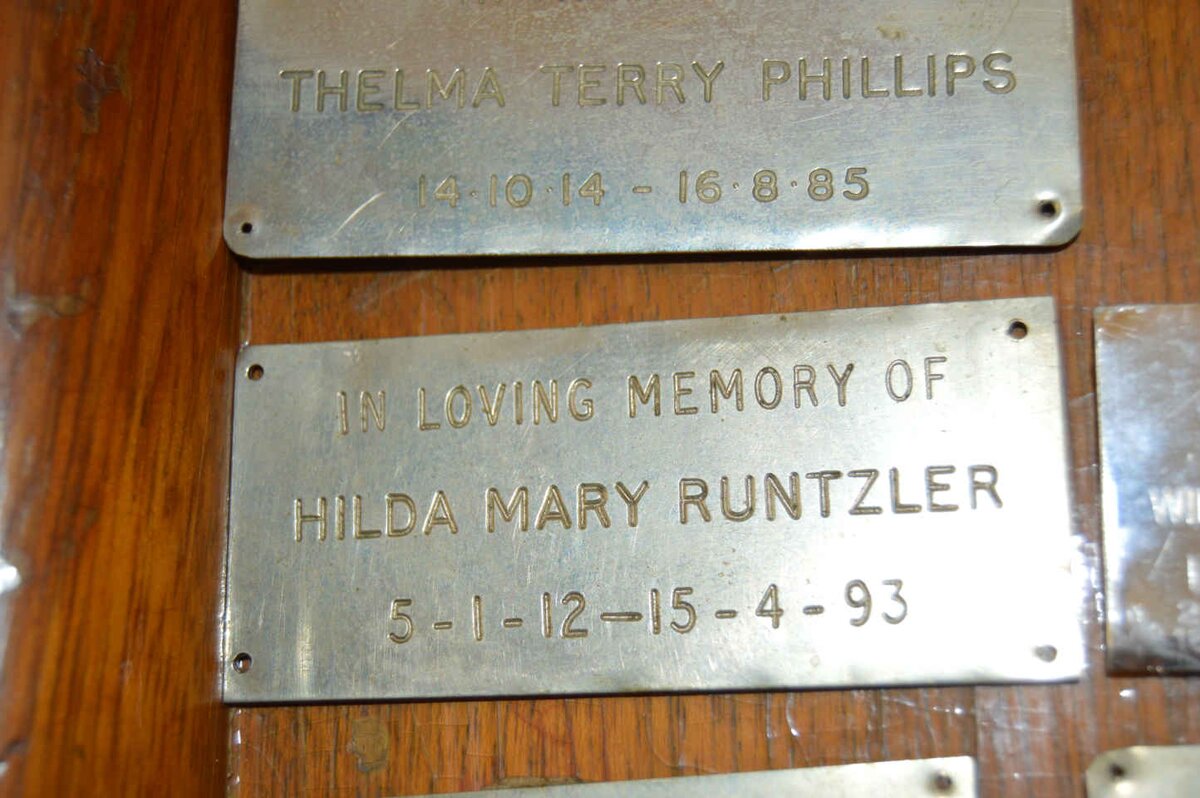 THELMA TERRY PHILLIPS
14·10·14 - 16·8·85
IN LOVING MEMORY OF
HILDA MARY RUNTZLER
5-1-12—15-4-93